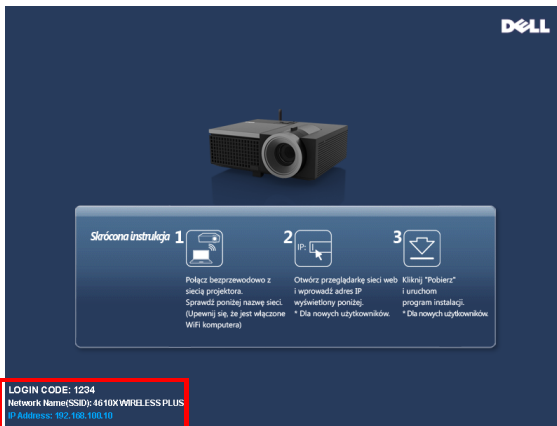 DELL
Skrócona instrukcja
1
Połącz bezprzewodowo z
siecią projektora.
Sprawdź poniżej nazwę sieci.
(Upewnij się, że jest włączone
WiFi komputera)
2
IP:
Otwórz przeglądarkę sieci web
i wprowadź adres IP
wyświetlony poniżej.
* Dla nowych użytkowników.
3
Kliknij "Pobierz"
i uruchom
program instalacji.
* Dla nowych użytkowników.
LOGIN CODE: 1234
Network Name(SSID): 4610X WIRELESS PLUS
IP Address: 192.168.100.10